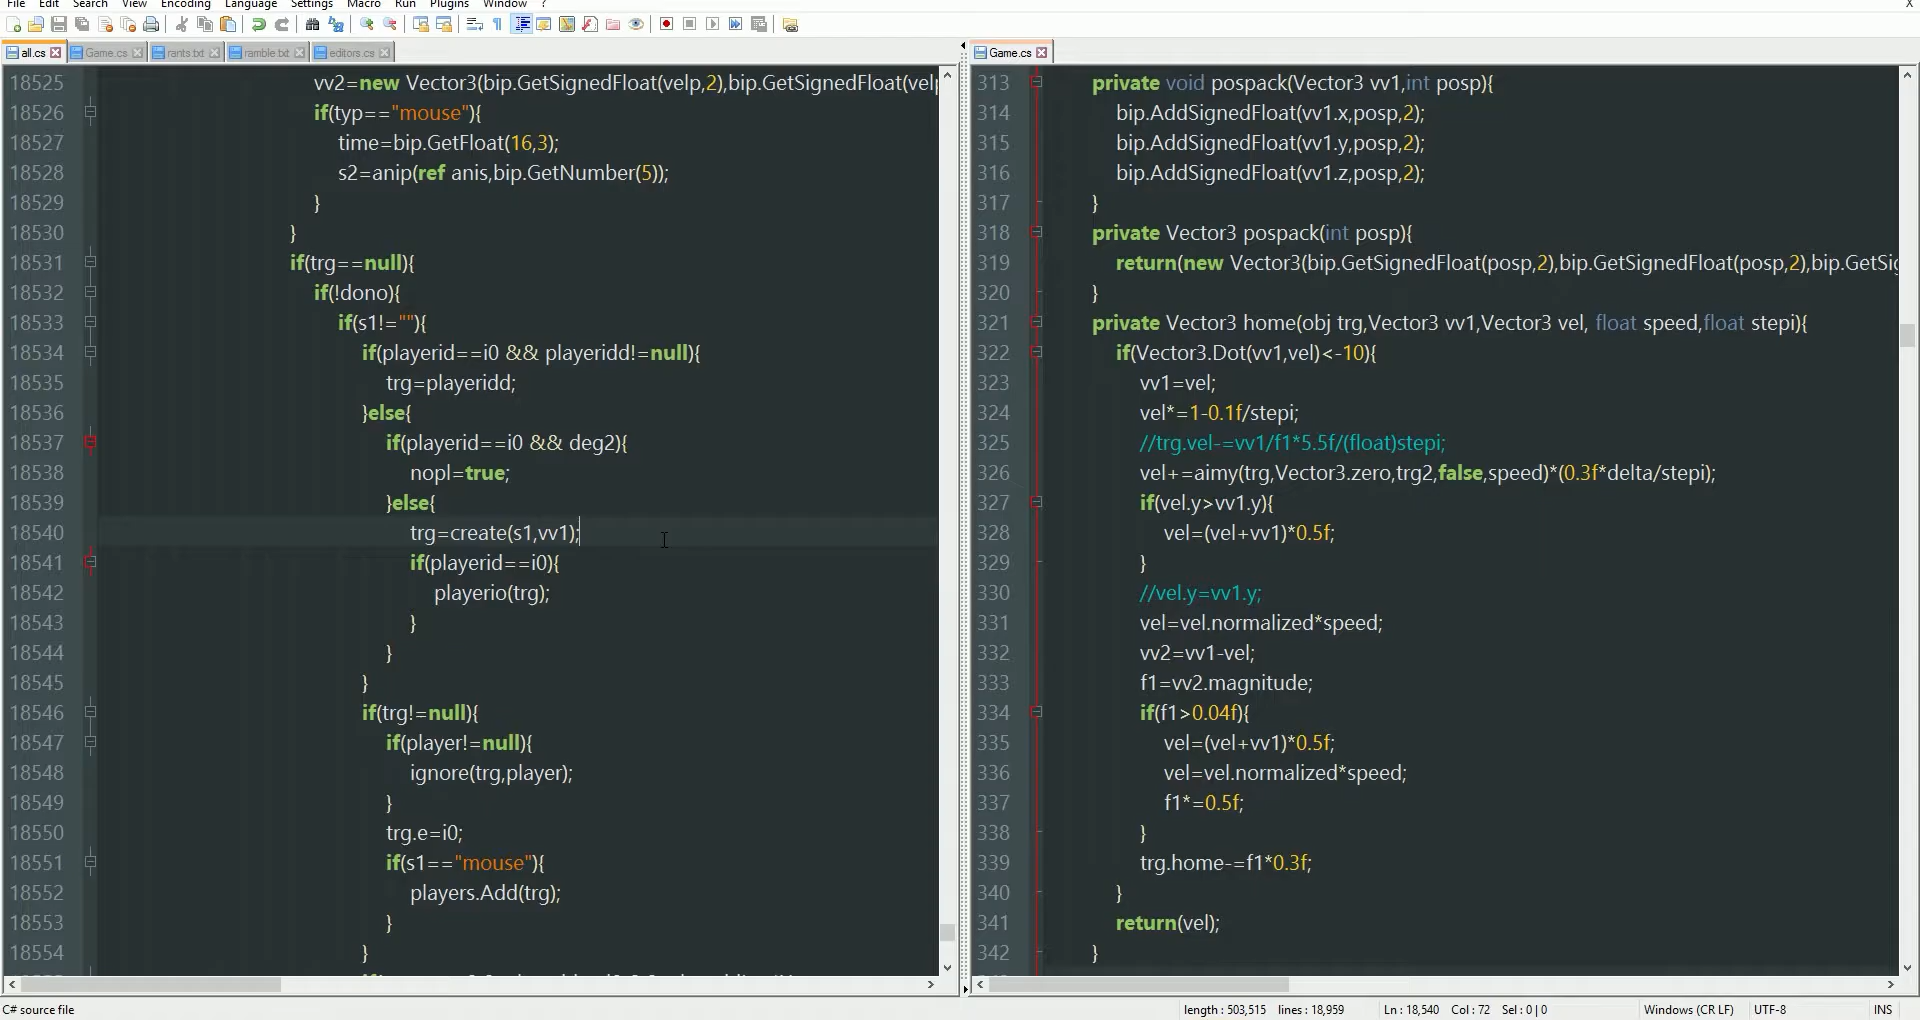 File Edit Search View Encoding Language Settings Macro Run Plugins Window ? X
all.cs Game.cs rants.txt ramble.txt editors.cs
18525 vv2=new Vector3(bip.GetSignedFloat(velp,2),bip.GetSignedFloat(velp
18526 if(typ=="mouse"){
18527 time=bip.GetFloat(16,3);
18528 s2=anip(ref anis,bip.GetNumber(5));
18529 }
18530 }
18531 if(trg==null){
18532 if(!dono){
18533 if(s1!=""){
18534 if(playerid==i0 && playeridd!=null){
18535 trg=playeridd;
18536 }else{
18537 if(playerid==i0 && deg2){
18538 nopl=true;
18539 }else{
18540 trg=create(s1,vv1);
18541 if(playerid==i0){
18542 playerio(trg);
18543 }
18544 }
18545 }
18546 if(trg!=null){
18547 if(player!=null){
18548 ignore(trg,player);
18549 }
18550 trg.e=i0;
18551 if(s1=="mouse"){
18552 players.Add(trg);
18553 }
18554 }
Game.cs
313 private void pospack(Vector3 vv1,int posp){
314 bip.AddSignedFloat(vv1.x,posp,2);
315 bip.AddSignedFloat(vv1.y,posp,2);
316 bip.AddSignedFloat(vv1.z,posp,2);
317 }
318 private Vector3 pospack(int posp){
319 return(new Vector3(bip.GetSignedFloat(posp,2),bip.GetSignedFloat(posp,2),bip.GetSig
320 }
321 private Vector3 home(obj trg,Vector3 vv1,Vector3 vel, float speed,float stepi){
322 if(Vector3.Dot(vv1,vel)<-10){
323 vv1=vel;
324 vel*=1-0.1f/stepi;
325 //trg.vel-=vv1/f1*5.5f/(float)stepi;
326 vel+=aimy(trg,Vector3.zero,trg2,false,speed)*(0.3f*delta/stepi);
327 if(vel.y>vv1.y){
328 vel=(vel+vv1)*0.5f;
329 }
330 //vel.y=vv1.y;
331 vel=vel.normalized*speed;
332 vv2=vv1-vel;
333 f1=vv2.magnitude;
334 if(f1>0.04f){
335 vel=(vel+vv1)*0.5f;
336 vel=vel.normalized*speed;
337 f1*=0.5f;
338 }
339 trg.home-=f1*0.3f;
340 }
341 return(vel);
342 }
C# source file length : 503,515 lines : 18,959 Ln : 18,540 Col : 72 Sel : 0 | 0 Windows (CR LF) UTF-8 INS